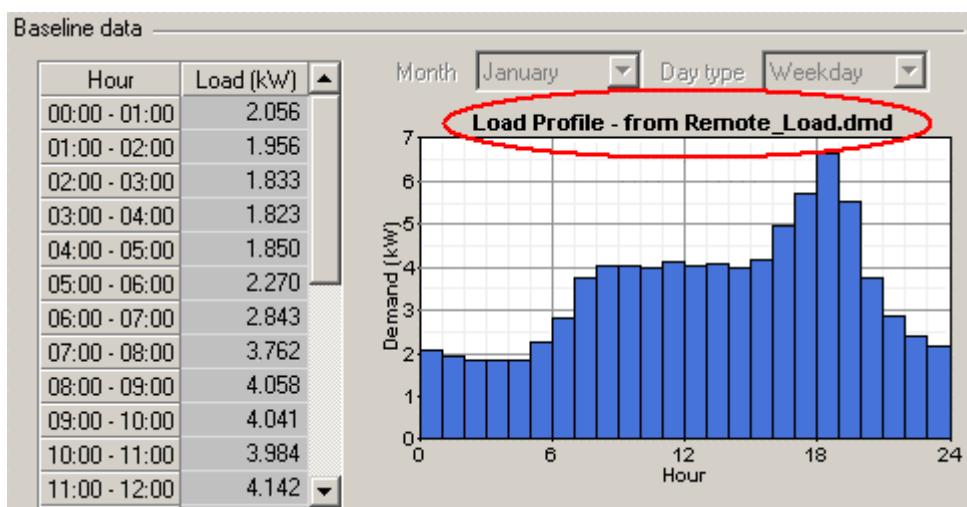 Baseline data
Month January Day type Weekday
Hour Load (kW)
00:00 - 01:00 2.056
01:00 - 02:00 1.956
02:00 - 03:00 1.833
03:00 - 04:00 1.823
04:00 - 05:00 1.850
05:00 - 06:00 2.270
06:00 - 07:00 2.843
07:00 - 08:00 3.762
08:00 - 09:00 4.058
09:00 - 10:00 4.041
10:00 - 11:00 3.984
11:00 - 12:00 4.142
Load Profile - from Remote_Load.dmd
Demand (kW)
7
6
5
4
3
2
1
0
0 6 12 18 24
Hour